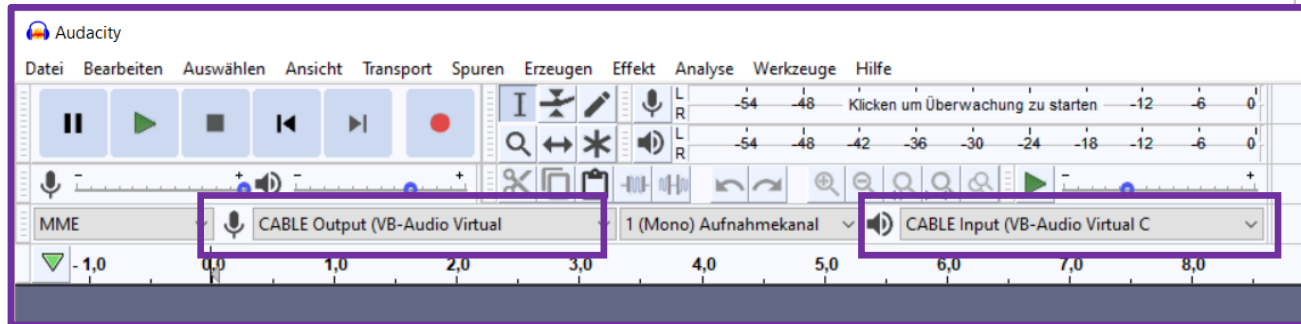 Audacity
Datei Bearbeiten Auswählen Ansicht Transport Spuren Erzeugen Effekt Analyse Werkzeuge Hilfe
L
-54 -48 Klicken um Überwachung zu starten -12 -6 0
R
L
-54 -48 -42 -36 -30 -24 -18 -12 -6 0
R
- + - + - +
MME CABLE Output (VB-Audio Virtual 1 (Mono) Aufnahmekanal CABLE Input (VB-Audio Virtual C
- 1,0 0,0 1,0 2,0 3,0 4,0 5,0 6,0 7,0 8,0